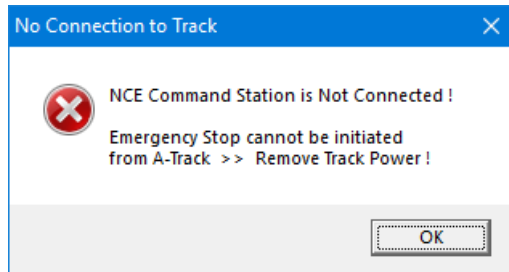 No Connection to Track
NCE Command Station is Not Connected !
Emergency Stop cannot be initiated
from A-Track >> Remove Track Power !
OK